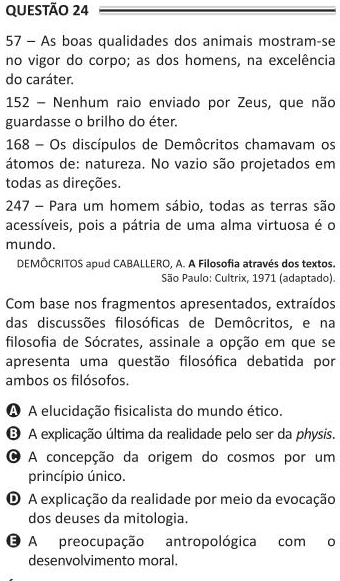 QUESTÃO 24
57 – As boas qualidades dos animais mostram-se
no vigor do corpo; as dos homens, na excelência
do caráter.
152 – Nenhum raio enviado por Zeus, que não
guardasse o brilho do éter.
168 – Os discípulos de Demôcritos chamavam os
átomos de: natureza. No vazio são projetados em
todas as direções.
247 – Para um homem sábio, todas as terras são
acessíveis, pois a pátria de uma alma virtuosa é o
mundo.
DEMÔCRITOS apud CABALLERO, A. A Filosofia através dos textos.
São Paulo: Cultrix, 1971 (adaptado).
Com base nos fragmentos apresentados, extraídos
das discussões filosóficas de Demôcritos, e na
filosofia de Sócrates, assinale a opção em que se
apresenta uma questão filosófica debatida por
ambos os filósofos.
A A elucidação fisicalista do mundo ético.
B A explicação última da realidade pelo ser da physis.
C A concepção da origem do cosmos por um
princípio único.
D A explicação da realidade por meio da evocação
dos deuses da mitologia.
E A preocupação antropológica com o
desenvolvimento moral.